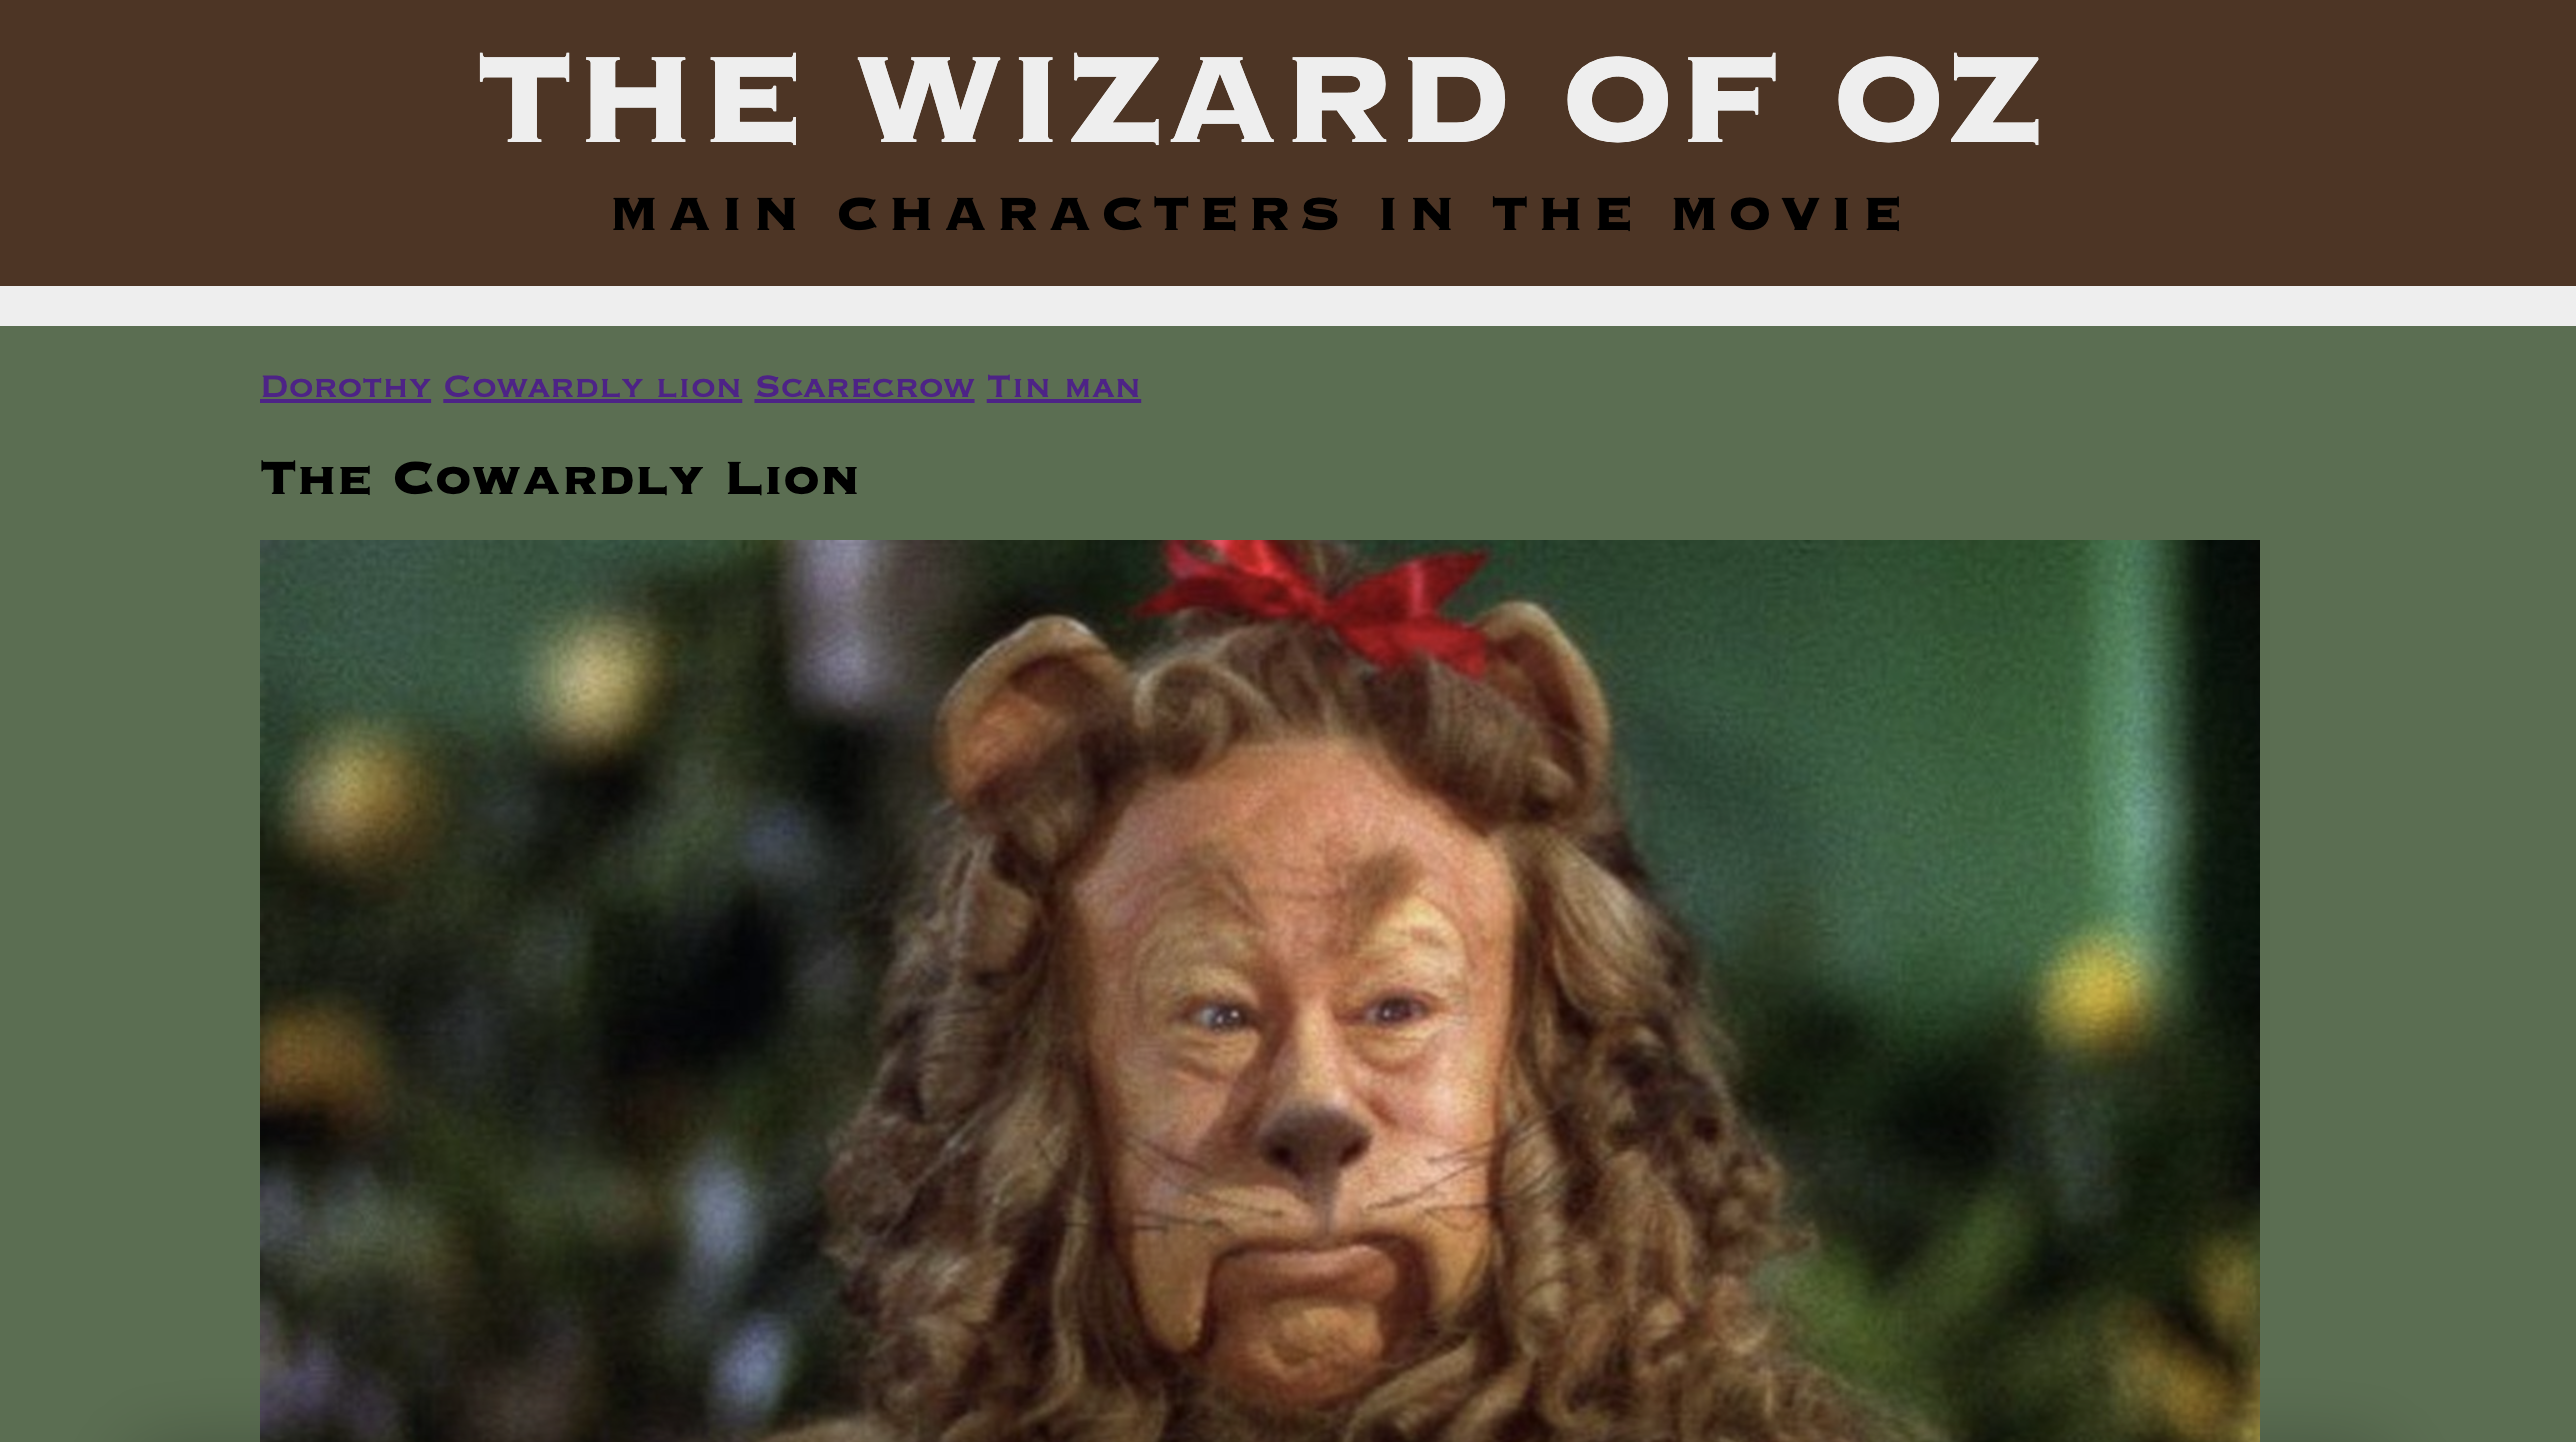 THE WIZARD OF OZ
MAIN CHARACTERS IN THE MOVIE
Dorothy Cowardly lion Scarecrow Tin man
The Cowardly Lion